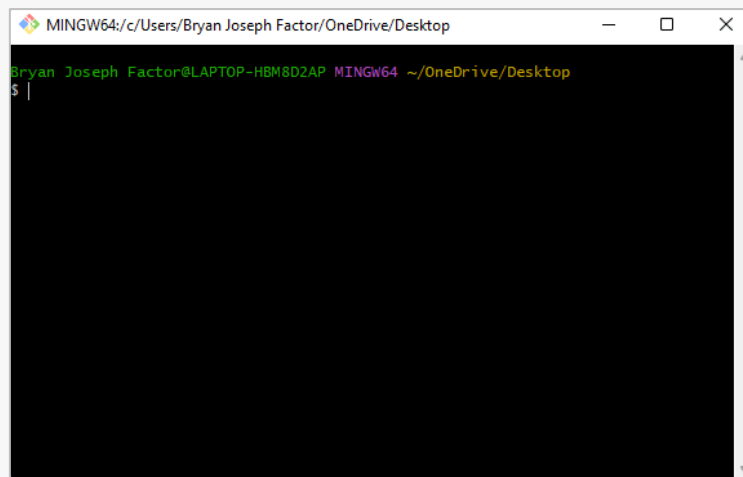 MINGW64:/c/Users/Bryan Joseph Factor/OneDrive/Desktop
Bryan Joseph Factor@LAPTOP-HBM8D2AP MINGW64 ~/OneDrive/Desktop
$